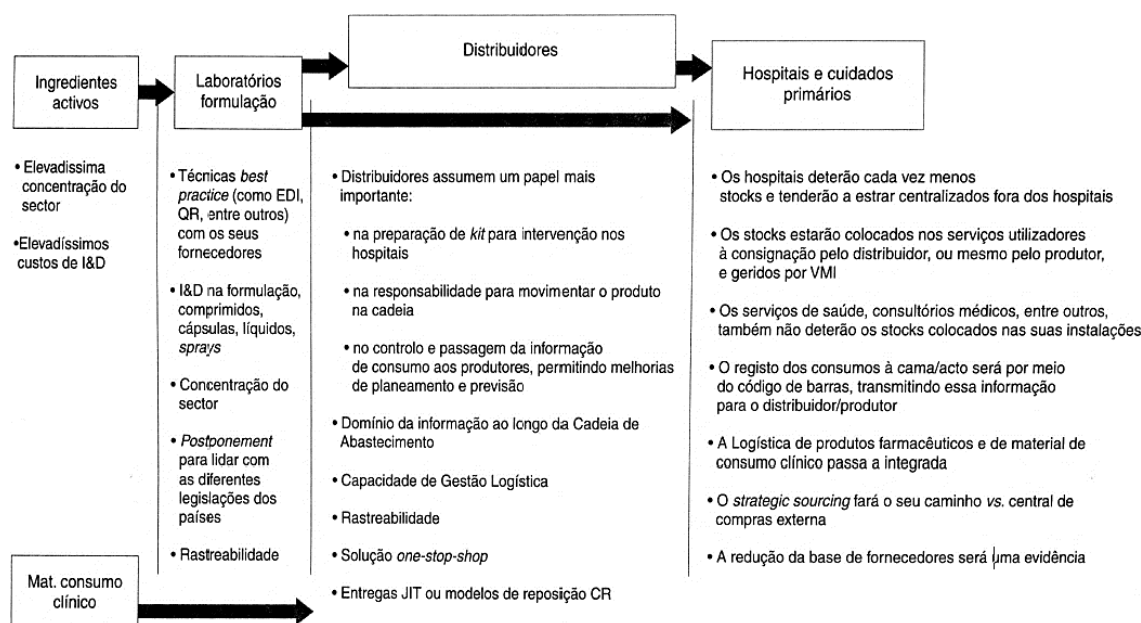 Ingredientes
activos
Laboratórios
formulação
Distribuidores
Hospitais e cuidados
primários
• Elevadissima
concentração do
sector
•Elevadíssimos
custos de I&D
• Técnicas best
practice (como EDI,
QR, entre outros)
com os seus
fornecedores
• I&D na formulação,
comprimidos,
cápsulas, líquidos,
sprays
• Concentração do
sector
• Postponement
para lidar com
as diferentes
legislações dos
países
• Rastreabilidade
• Distribuidores assumem um papel mais
importante:
• na preparação de kit para intervenção nos
hospitais
• na responsabilidade para movimentar o produto
na cadeia
• no controlo e passagem da informação
de consumo aos produtores, permitindo melhorias
de planeamento e previsão
• Domínio da informação ao longo da Cadeia de
Abastecimento
• Capacidade de Gestão Logística
• Rastreabilidade
• Solução one-stop-shop
• Entregas JIT ou modelos de reposição CR
• Os hospitais deterão cada vez menos
stocks e tenderão a estrar centralizados fora dos hospitais
• Os stocks estarão colocados nos serviços utilizadores
à consignação pelo distribuidor, ou mesmo pelo produtor,
e geridos por VMI
• Os serviços de saúde, consultórios médicos, entre outros,
também não deterão os stocks colocados nas suas instalações
• O registo dos consumos à cama/acto será por meio
do código de barras, transmitindo essa informação
para o distribuidor/produtor
• A Logística de produtos farmacêuticos e de material de
consumo clínico passa a integrada
• O strategic sourcing fará o seu caminho vs. central de
compras externa
• A redução da base de fornecedores será uma evidência
Mat. consumo
clínico